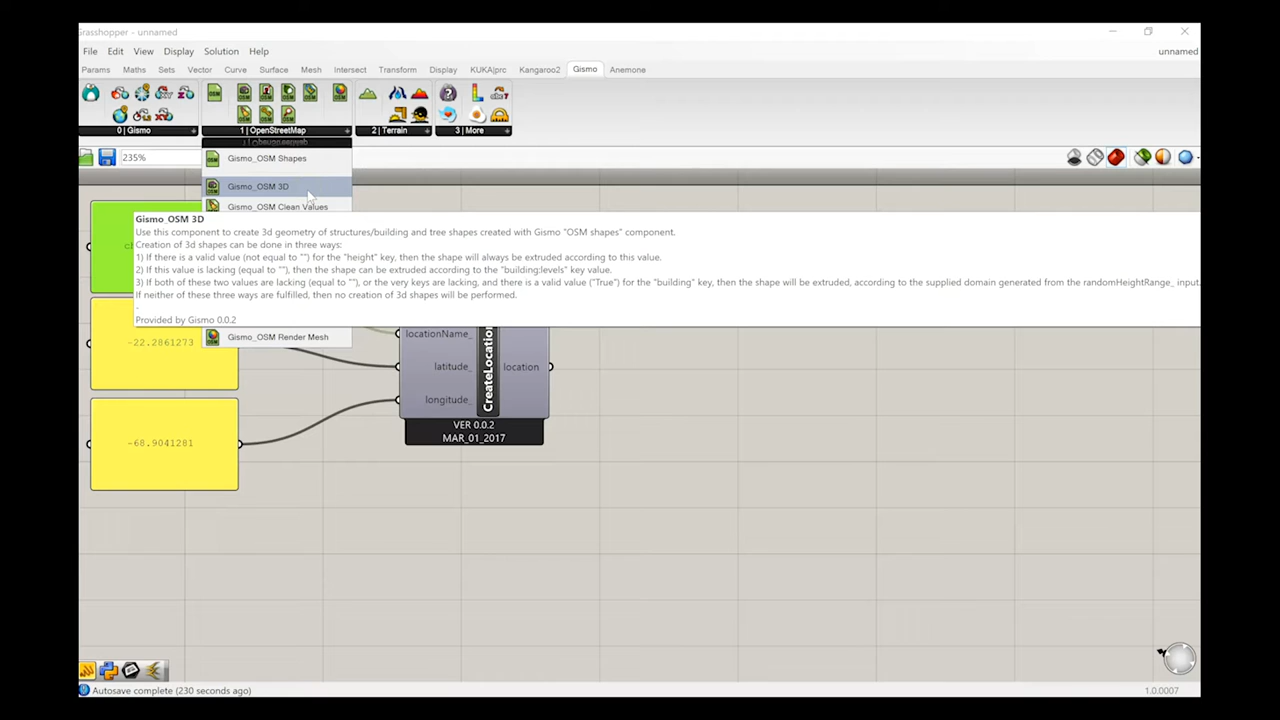 Grasshopper - unnamed
File Edit View Display Solution Help
unnamed
Params Maths Sets Vector Curve Surface Mesh Intersect Transform Display KUKA|prc Kangaroo2 Gismo Anemone
0 | Gismo 1 | OpenStreetMap 2 | Terrain 3 | More
235%
Gismo_OSM Shapes
Gismo_OSM 3D
Gismo_OSM Clean Values
Gismo_OSM 3D
Use this component to create 3d geometry of structures/building and tree shapes created with Gismo "OSM shapes" component.
Creation of 3d shapes can be done in three ways:
1) If there is a valid value (not equal to "") for the "height" key, then the shape will always be extruded according to this value.
2) If this value is lacking (equal to ""), then the shape can be extruded according to the "building:levels" key value.
3) If both of these two values are lacking (equal to ""), or the very keys are lacking, and there is a valid value ("True") for the "building" key, then the shape will be extruded, according to the supplied domain generated from the randomHeightRange_ input.
If neither of these three ways are fulfilled, then no creation of 3d shapes will be performed.
-
Provided by Gismo 0.0.2
Gismo_OSM Render Mesh
-22.2861273
-68.9041281
locationName_
latitude_
longitude_
CreateLocation
location
VER 0.0.2
MAR_01_2017
Autosave complete (230 seconds ago)
1.0.0007